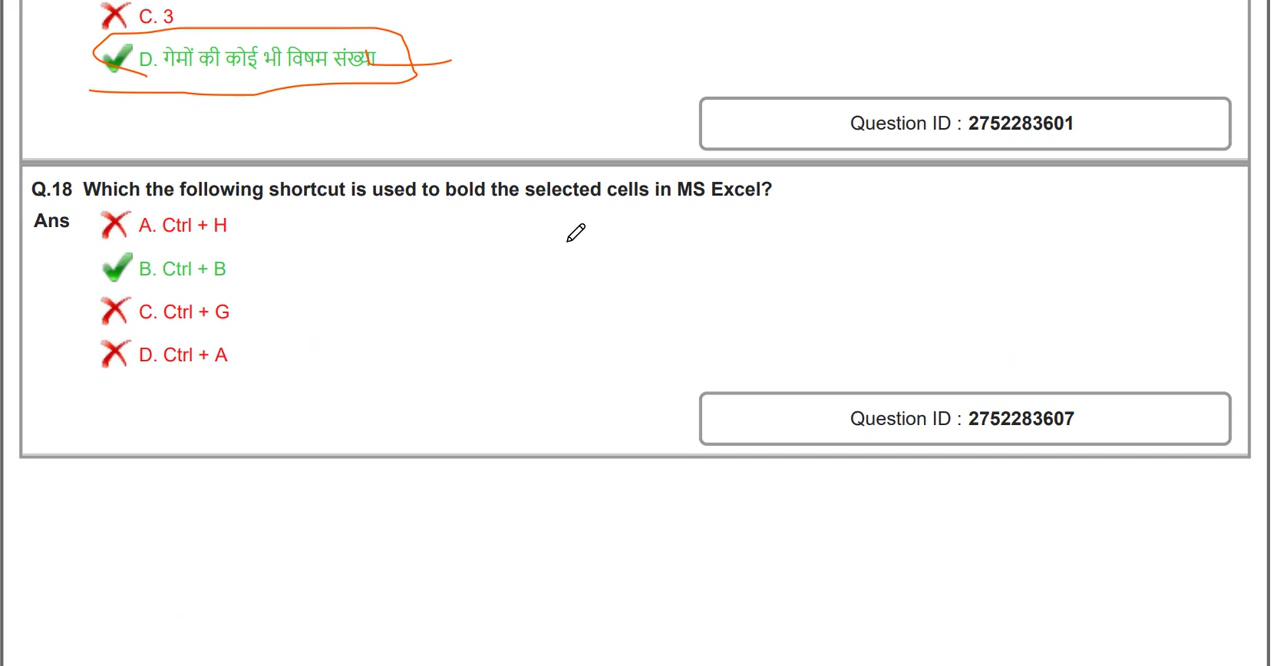 C. 3
D. गेमों की कोई भी विषम संख्या
Question ID : 2752283601
Q.18 Which the following shortcut is used to bold the selected cells in MS Excel?
Ans
A. Ctrl + H
B. Ctrl + B
C. Ctrl + G
D. Ctrl + A
Question ID : 2752283607